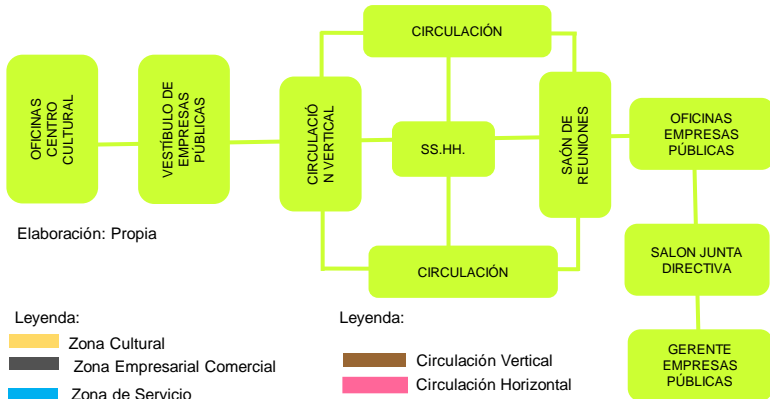 CIRCULACIÓN
OFICINAS
CENTRO
CULTURAL
VESTÍBULO DE
EMPRESAS
PÚBLICAS
CIRCULACIÓ
N VERTICAL
SS.HH.
SAÓN DE
REUNIONES
OFICINAS
EMPRESAS
PÚBLICAS
CIRCULACIÓN
SALON JUNTA
DIRECTIVA
GERENTE
EMPRESAS
PÚBLICAS
Elaboración: Propia
Leyenda:
Zona Cultural
Zona Empresarial Comercial
Zona de Servicio
Leyenda:
Circulación Vertical
Circulación Horizontal